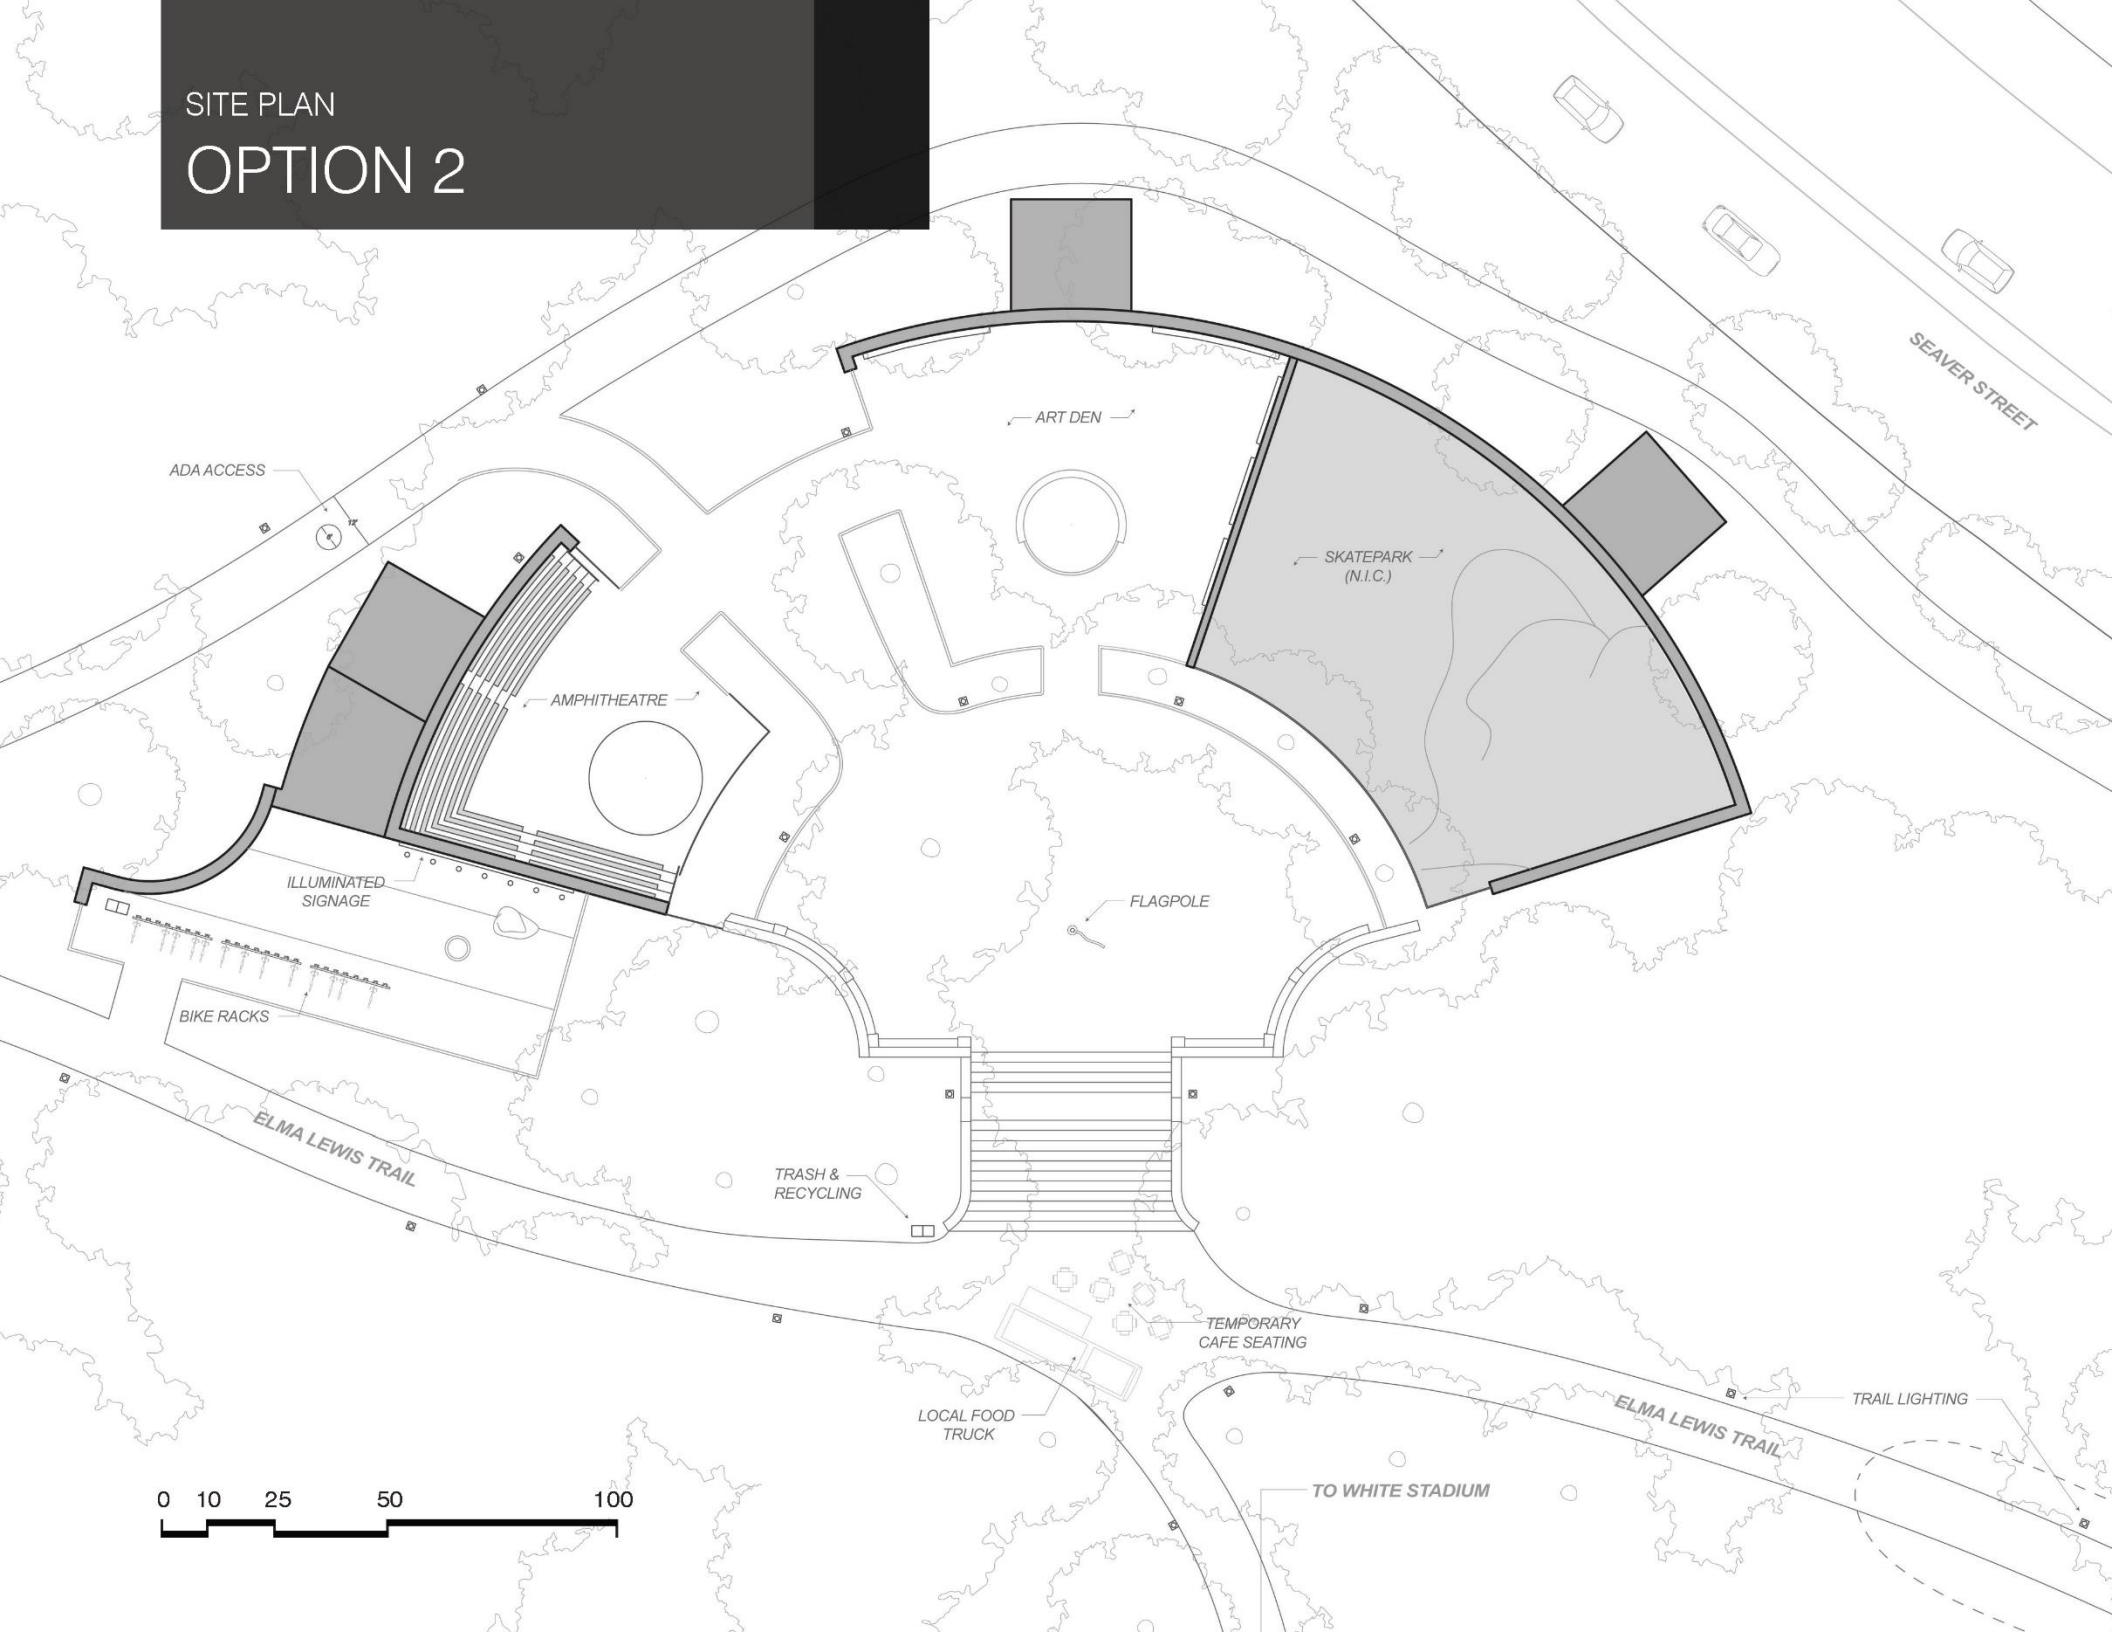 SITE PLAN
OPTION 2
SEAVER STREET
ART DEN
ADA ACCESS
12'
6'
SKATEPARK
(N.I.C.)
AMPHITHEATRE
ILLUMINATED
SIGNAGE
FLAGPOLE
BIKE RACKS
ELMA LEWIS TRAIL
TRASH &
RECYCLING
TEMPORARY
CAFE SEATING
LOCAL FOOD
TRUCK
TRAIL LIGHTING
ELMA LEWIS TRAIL
TO WHITE STADIUM
0 10 25 50 100